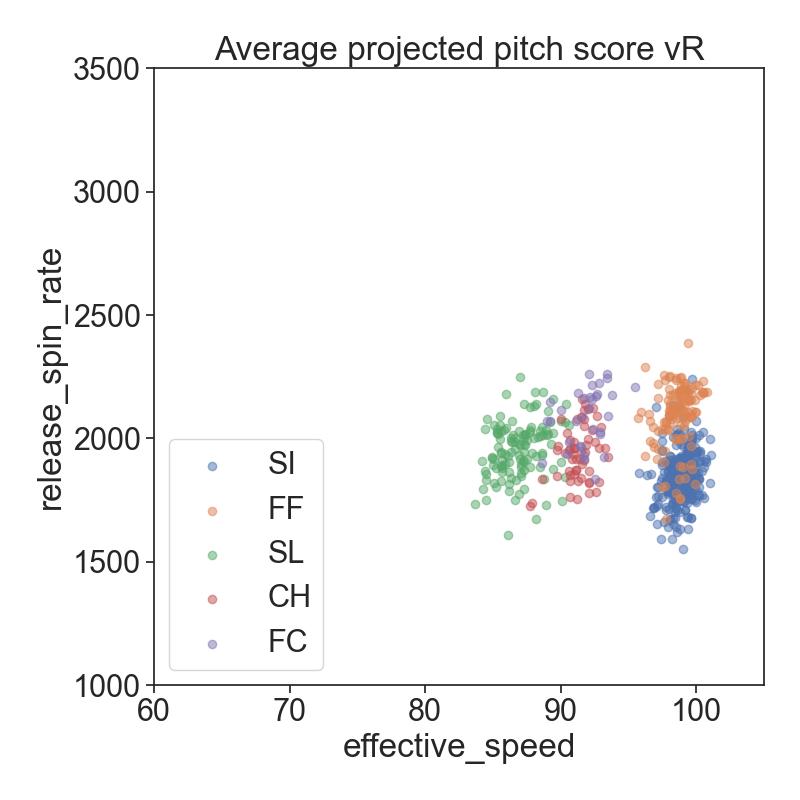 Average projected pitch score vR
3500
3000
2500
2000
1500
1000
release_spin_rate
SI
FF
SL
CH
FC
60
70
80
90
100
effective_speed